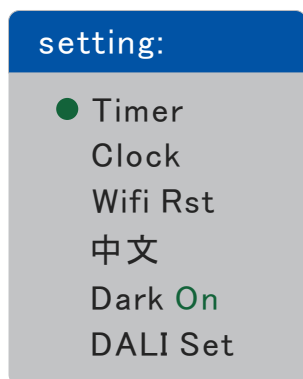 setting:
Timer
Clock
Wifi Rst
中文
Dark On
DALI Set